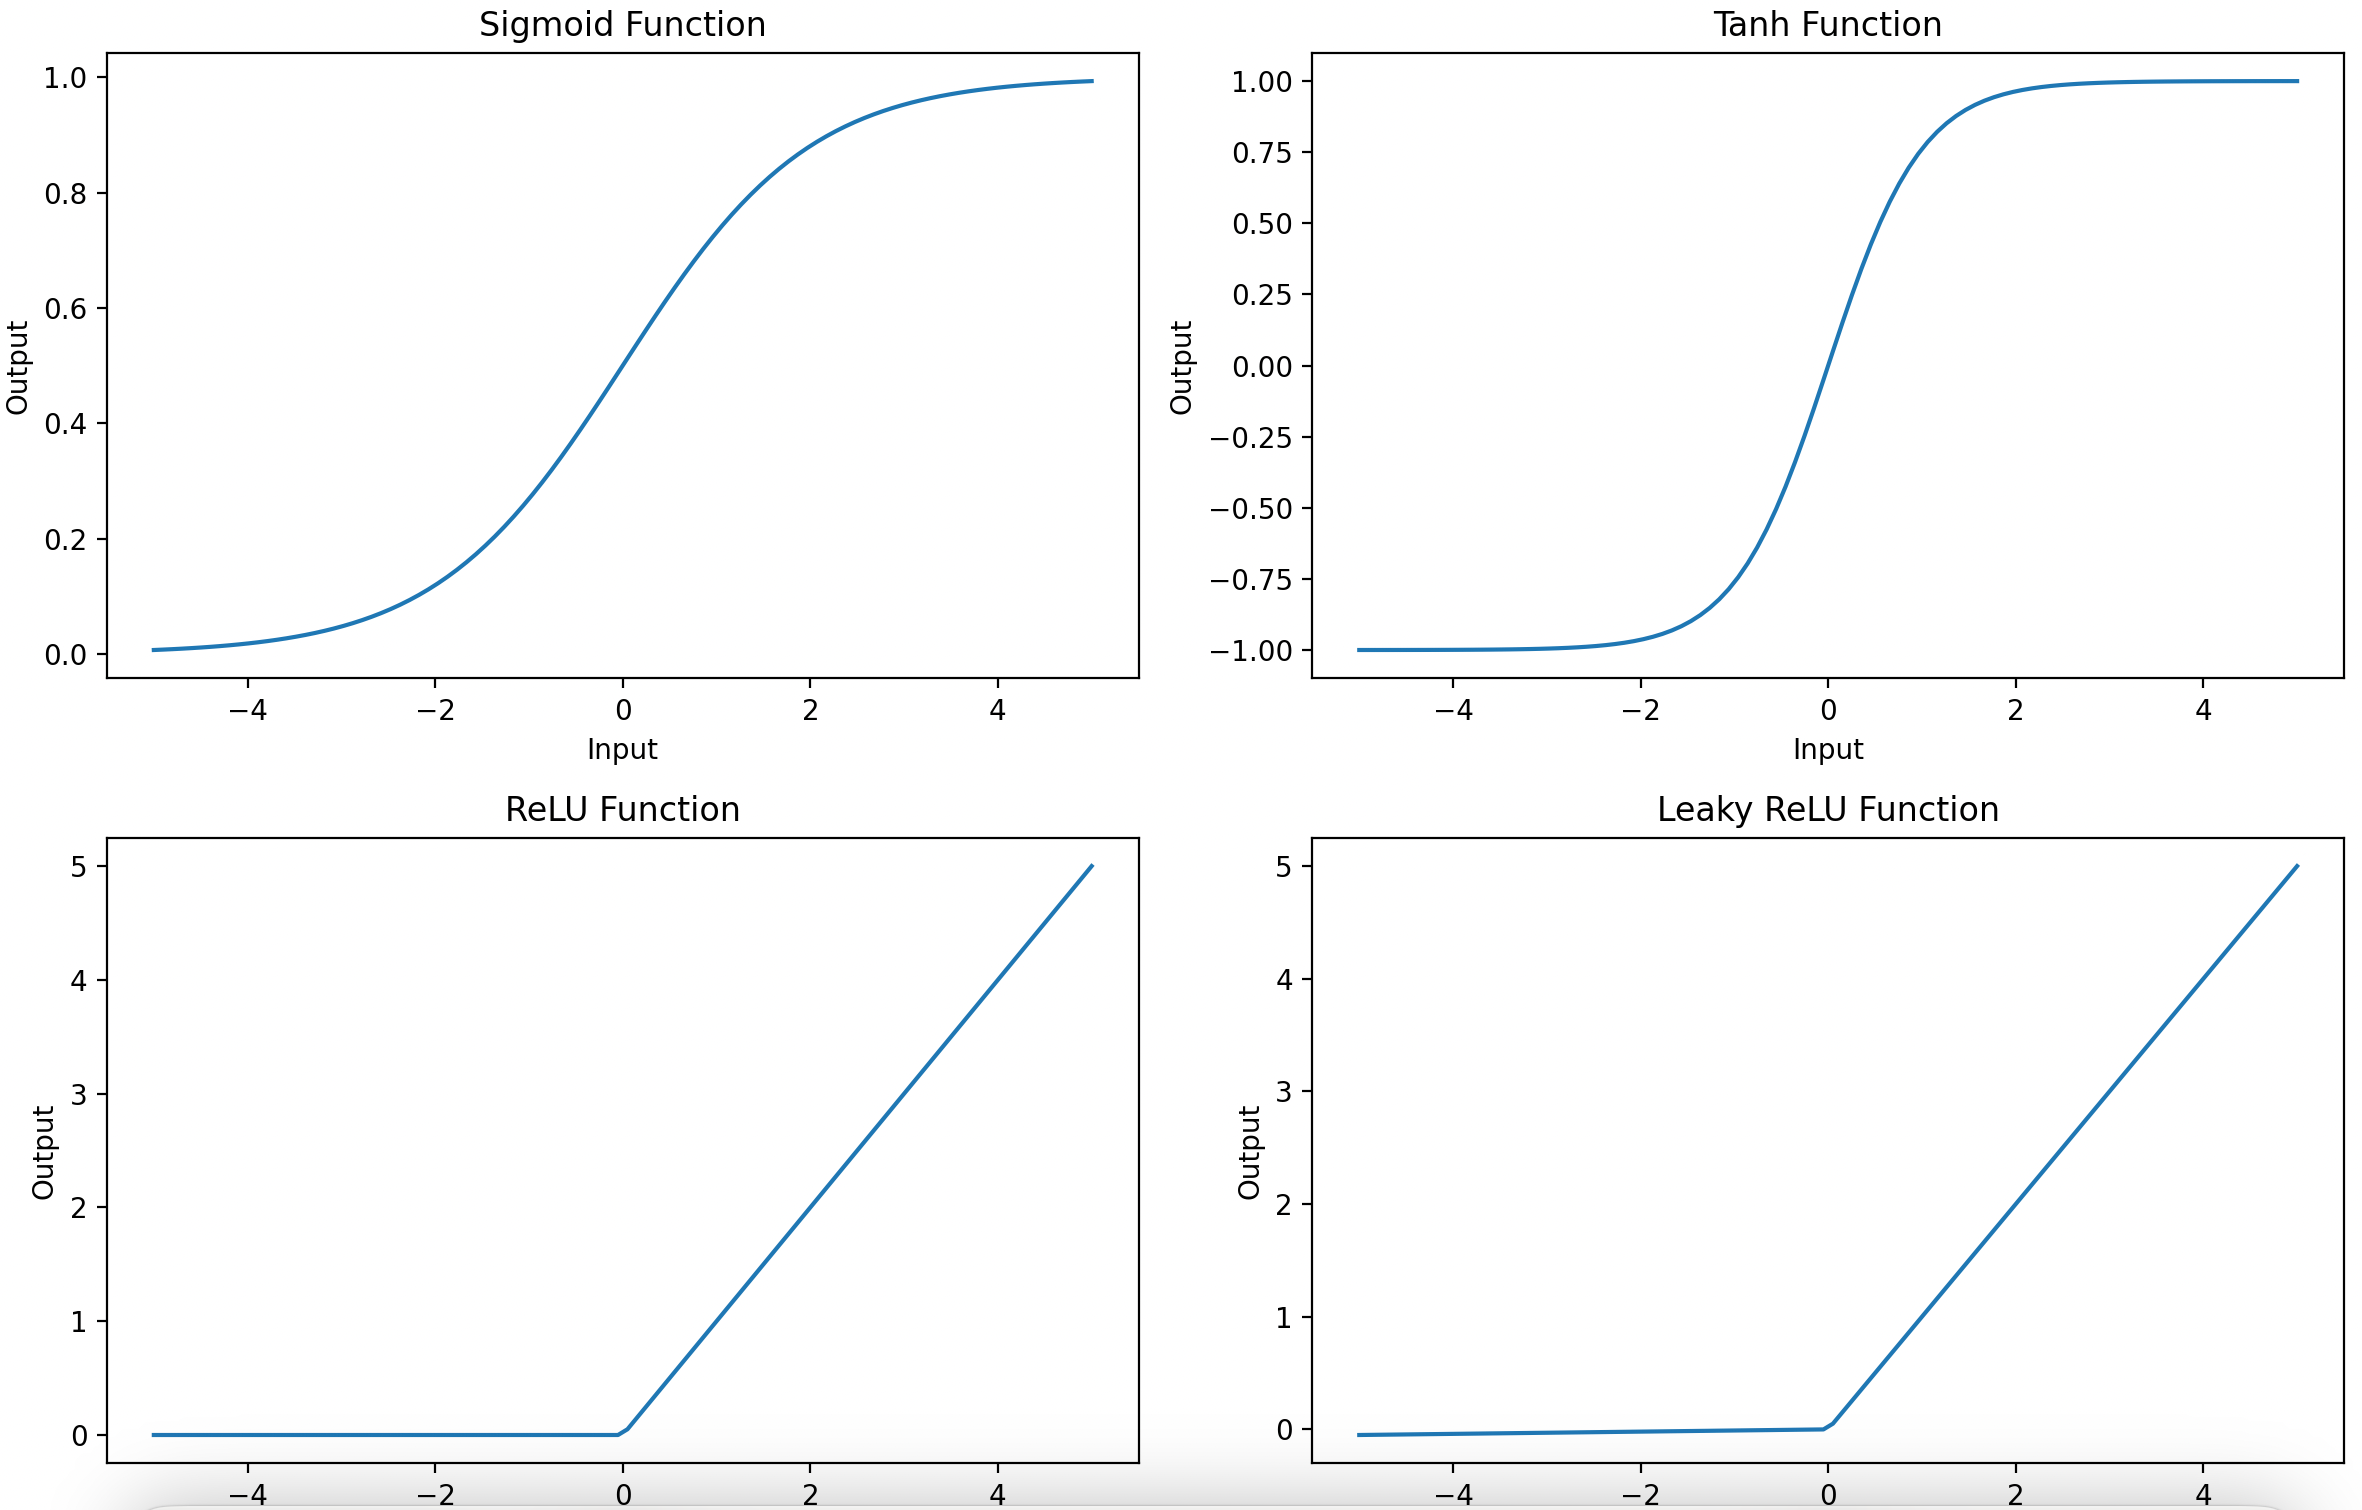 Sigmoid Function
1.0
0.8
0.6
0.4
0.2
0.0
Output
−4 −2 0 2 4
Input
Tanh Function
1.00
0.75
0.50
0.25
0.00
−0.25
−0.50
−0.75
−1.00
Output
−4 −2 0 2 4
Input
ReLU Function
5
4
3
2
1
0
Output
−4 −2 0 2 4
Leaky ReLU Function
5
4
3
2
1
0
Output
−4 −2 0 2 4